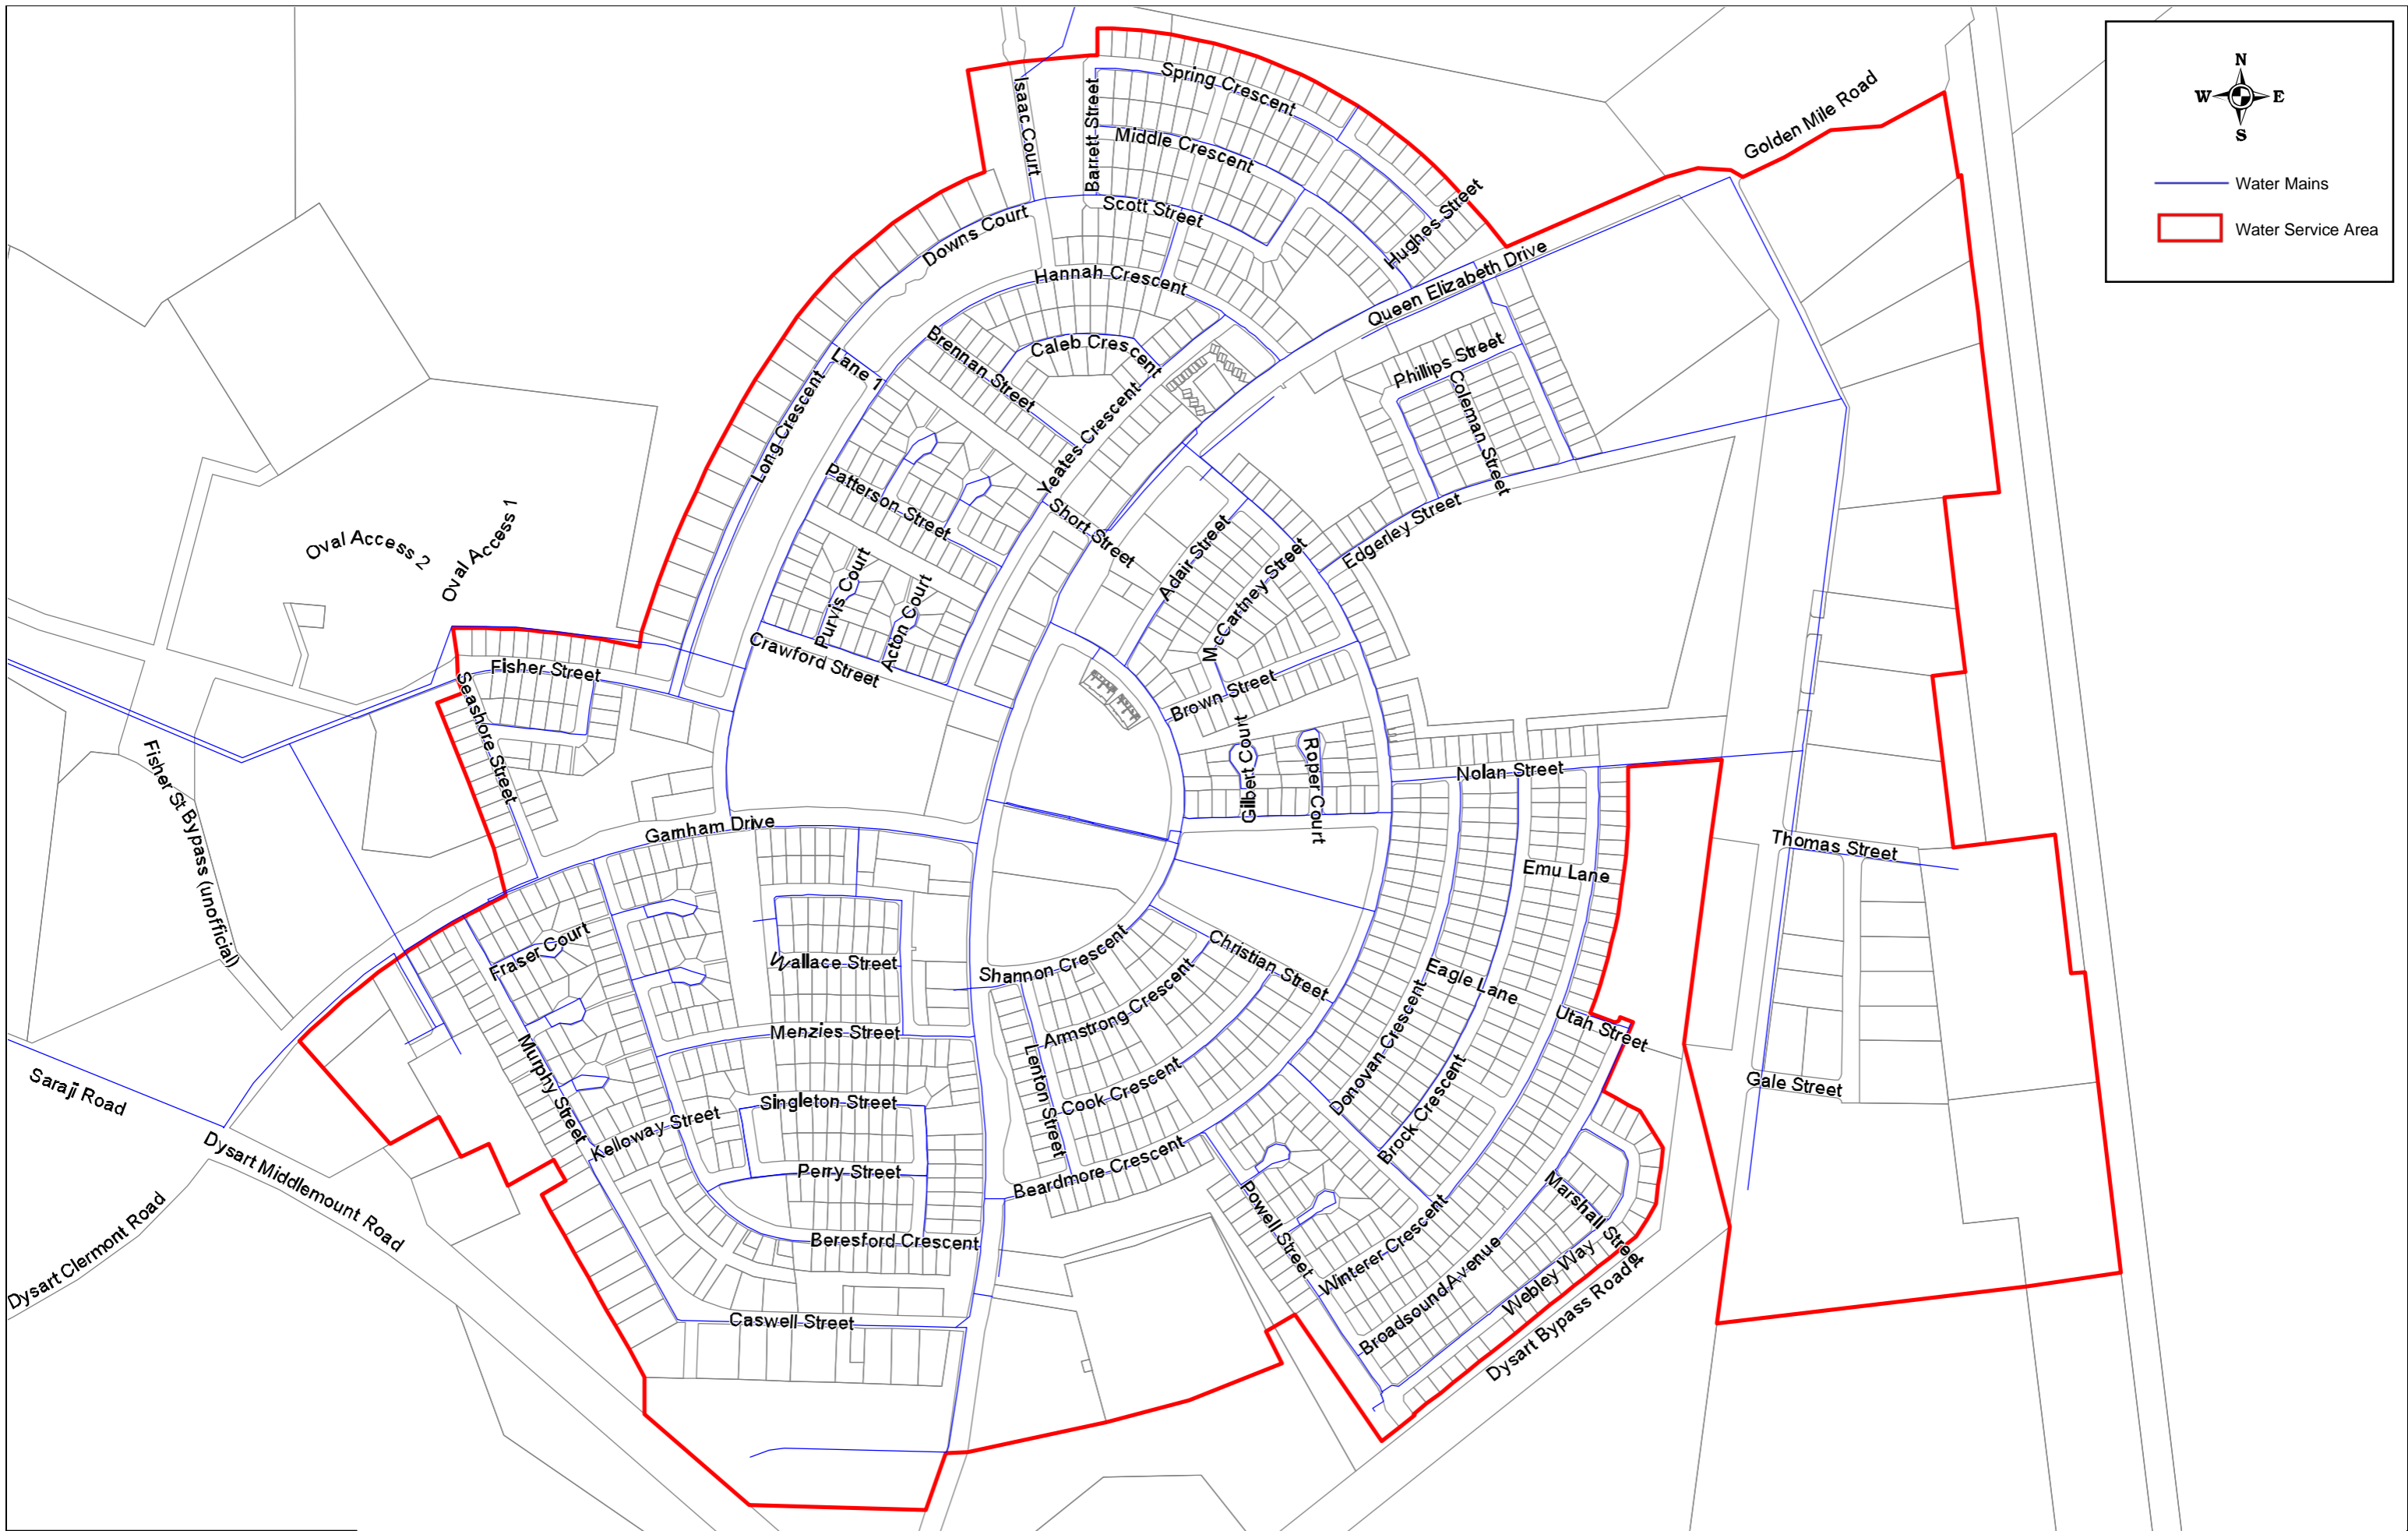 N
W
E
S
Water Mains
Water Service Area
Golden Mile Road
Spring Crescent
Isaac Court
Barrett Street
Middle Crescent
Scott Street
Hughes Street
Downs Court
Hannah Crescent
Queen Elizabeth Drive
Brennan Street
Caleb Crescent
Lane 1
Phillips Street
Coleman Street
Long Crescent
Yeates Crescent
Patterson Street
Short Street
Edgerley Street
Oval Access 2
Oval Access 1
Adair Street
McCartney Street
Purvis Court
Acton Court
Crawford Street
Fisher Street
Seashore Street
Brown Street
Gilbert Court
Roper Court
Nolan Street
Fisher St Bypass (unofficial)
Garnham Drive
Thomas Street
Emu Lane
Fraser Court
Wallace Street
Shannon Crescent
Christian Street
Eagle Lane
Armstrong Crescent
Menzies Street
Utah Street
Murphy Street
Lenton Street
Donovan Crescent
Saraji Road
Gale Street
Cook Crescent
Singleton Street
Kelloway Street
Brock Crescent
Dysart Middlemount Road
Perry Street
Beardmore Crescent
Powell Street
Marshall Street
Dysart Clermont Road
Beresford Crescent
Winterer Crescent
Webley Way
Broadsound Avenue
Caswell Street
Dysart Bypass Road